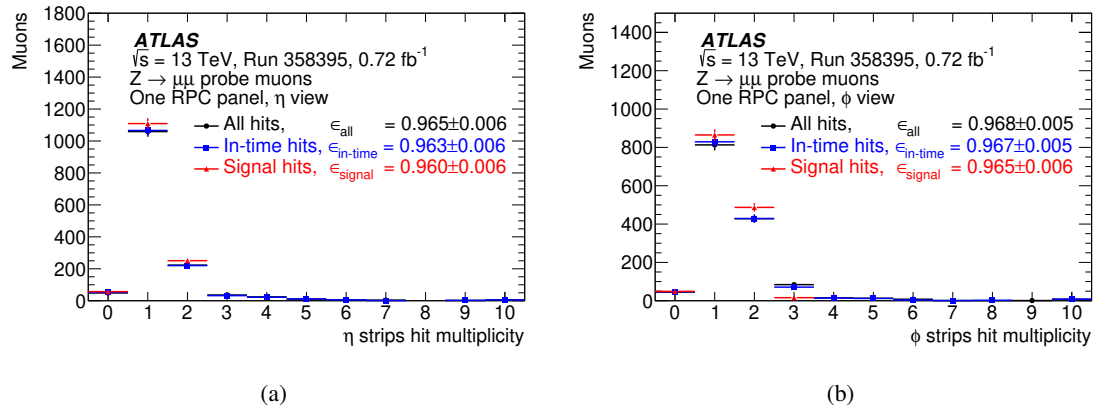 Muons
1800
1600
1400
1200
1000
800
600
400
200
0
ATLAS
√s = 13 TeV, Run 358395, 0.72 fb⁻¹
Z → μμ probe muons
One RPC panel, η view
All hits, ϵall = 0.965±0.006
In-time hits, ϵin-time = 0.963±0.006
Signal hits, ϵsignal = 0.960±0.006
0 1 2 3 4 5 6 7 8 9 10
η strips hit multiplicity
(a)
Muons
1400
1200
1000
800
600
400
200
0
ATLAS
√s = 13 TeV, Run 358395, 0.72 fb⁻¹
Z → μμ probe muons
One RPC panel, ϕ view
All hits, ϵall = 0.968±0.005
In-time hits, ϵin-time = 0.967±0.005
Signal hits, ϵsignal = 0.965±0.006
0 1 2 3 4 5 6 7 8 9 10
ϕ strips hit multiplicity
(b)